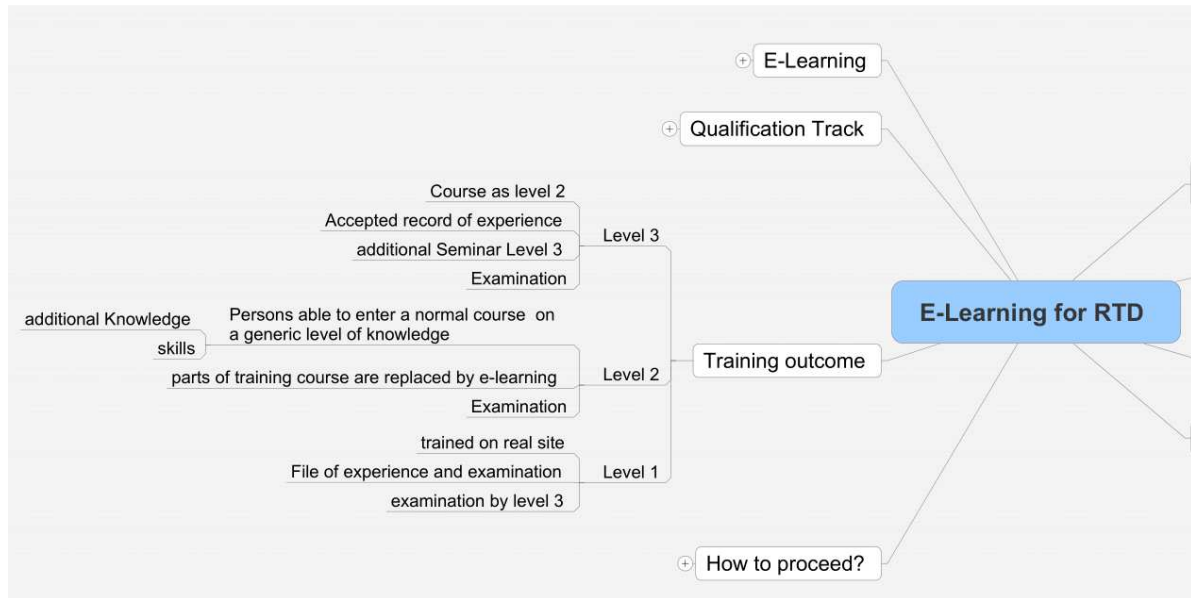 E-Learning
Qualification Track
Course as level 2
Accepted record of experience
additional Seminar Level 3
Examination
Level 3
additional Knowledge
skills
Persons able to enter a normal course on
a generic level of knowledge
parts of training course are replaced by e-learning
Examination
Level 2
trained on real site
File of experience and examination
examination by level 3
Level 1
Training outcome
How to proceed?
E-Learning for RTD